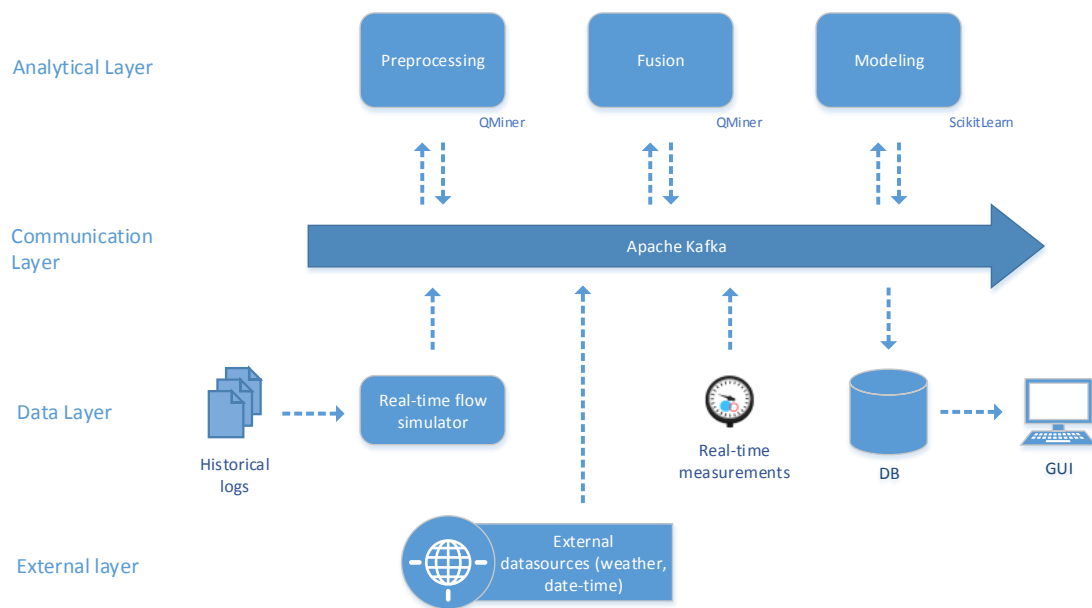 Analytical Layer
Preprocessing
Fusion
Modeling
QMiner
QMiner
ScikitLearn
Communication
Layer
Apache Kafka
Data Layer
Historical
logs
Real-time flow
simulator
Real-time
measurements
DB
GUI
External layer
External
datasources (weather,
date-time)